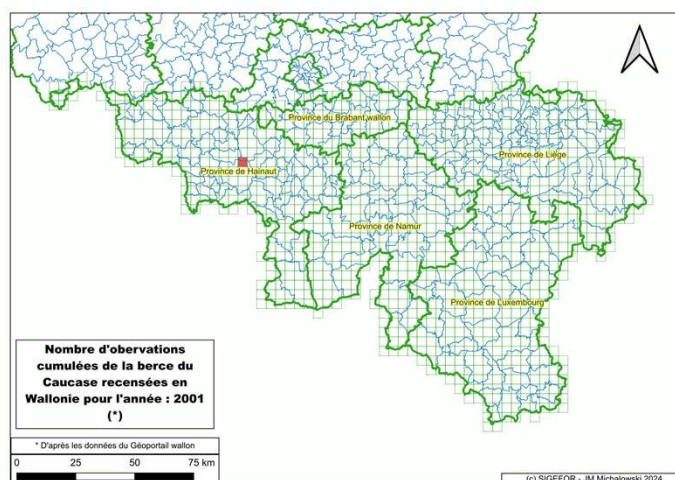 Province du Brabant wallon
Province de Liège
Province de Hainaut
Province de Namur
Province de Luxembourg
Nombre d'obervations
cumulées de la berce du
Caucase recensées en
Wallonie pour l'année : 2001
(*)
* D'après les données du Géoportail wallon
0 25 50 75 km
(c) SIGEFOR - JM Michalowski 2024